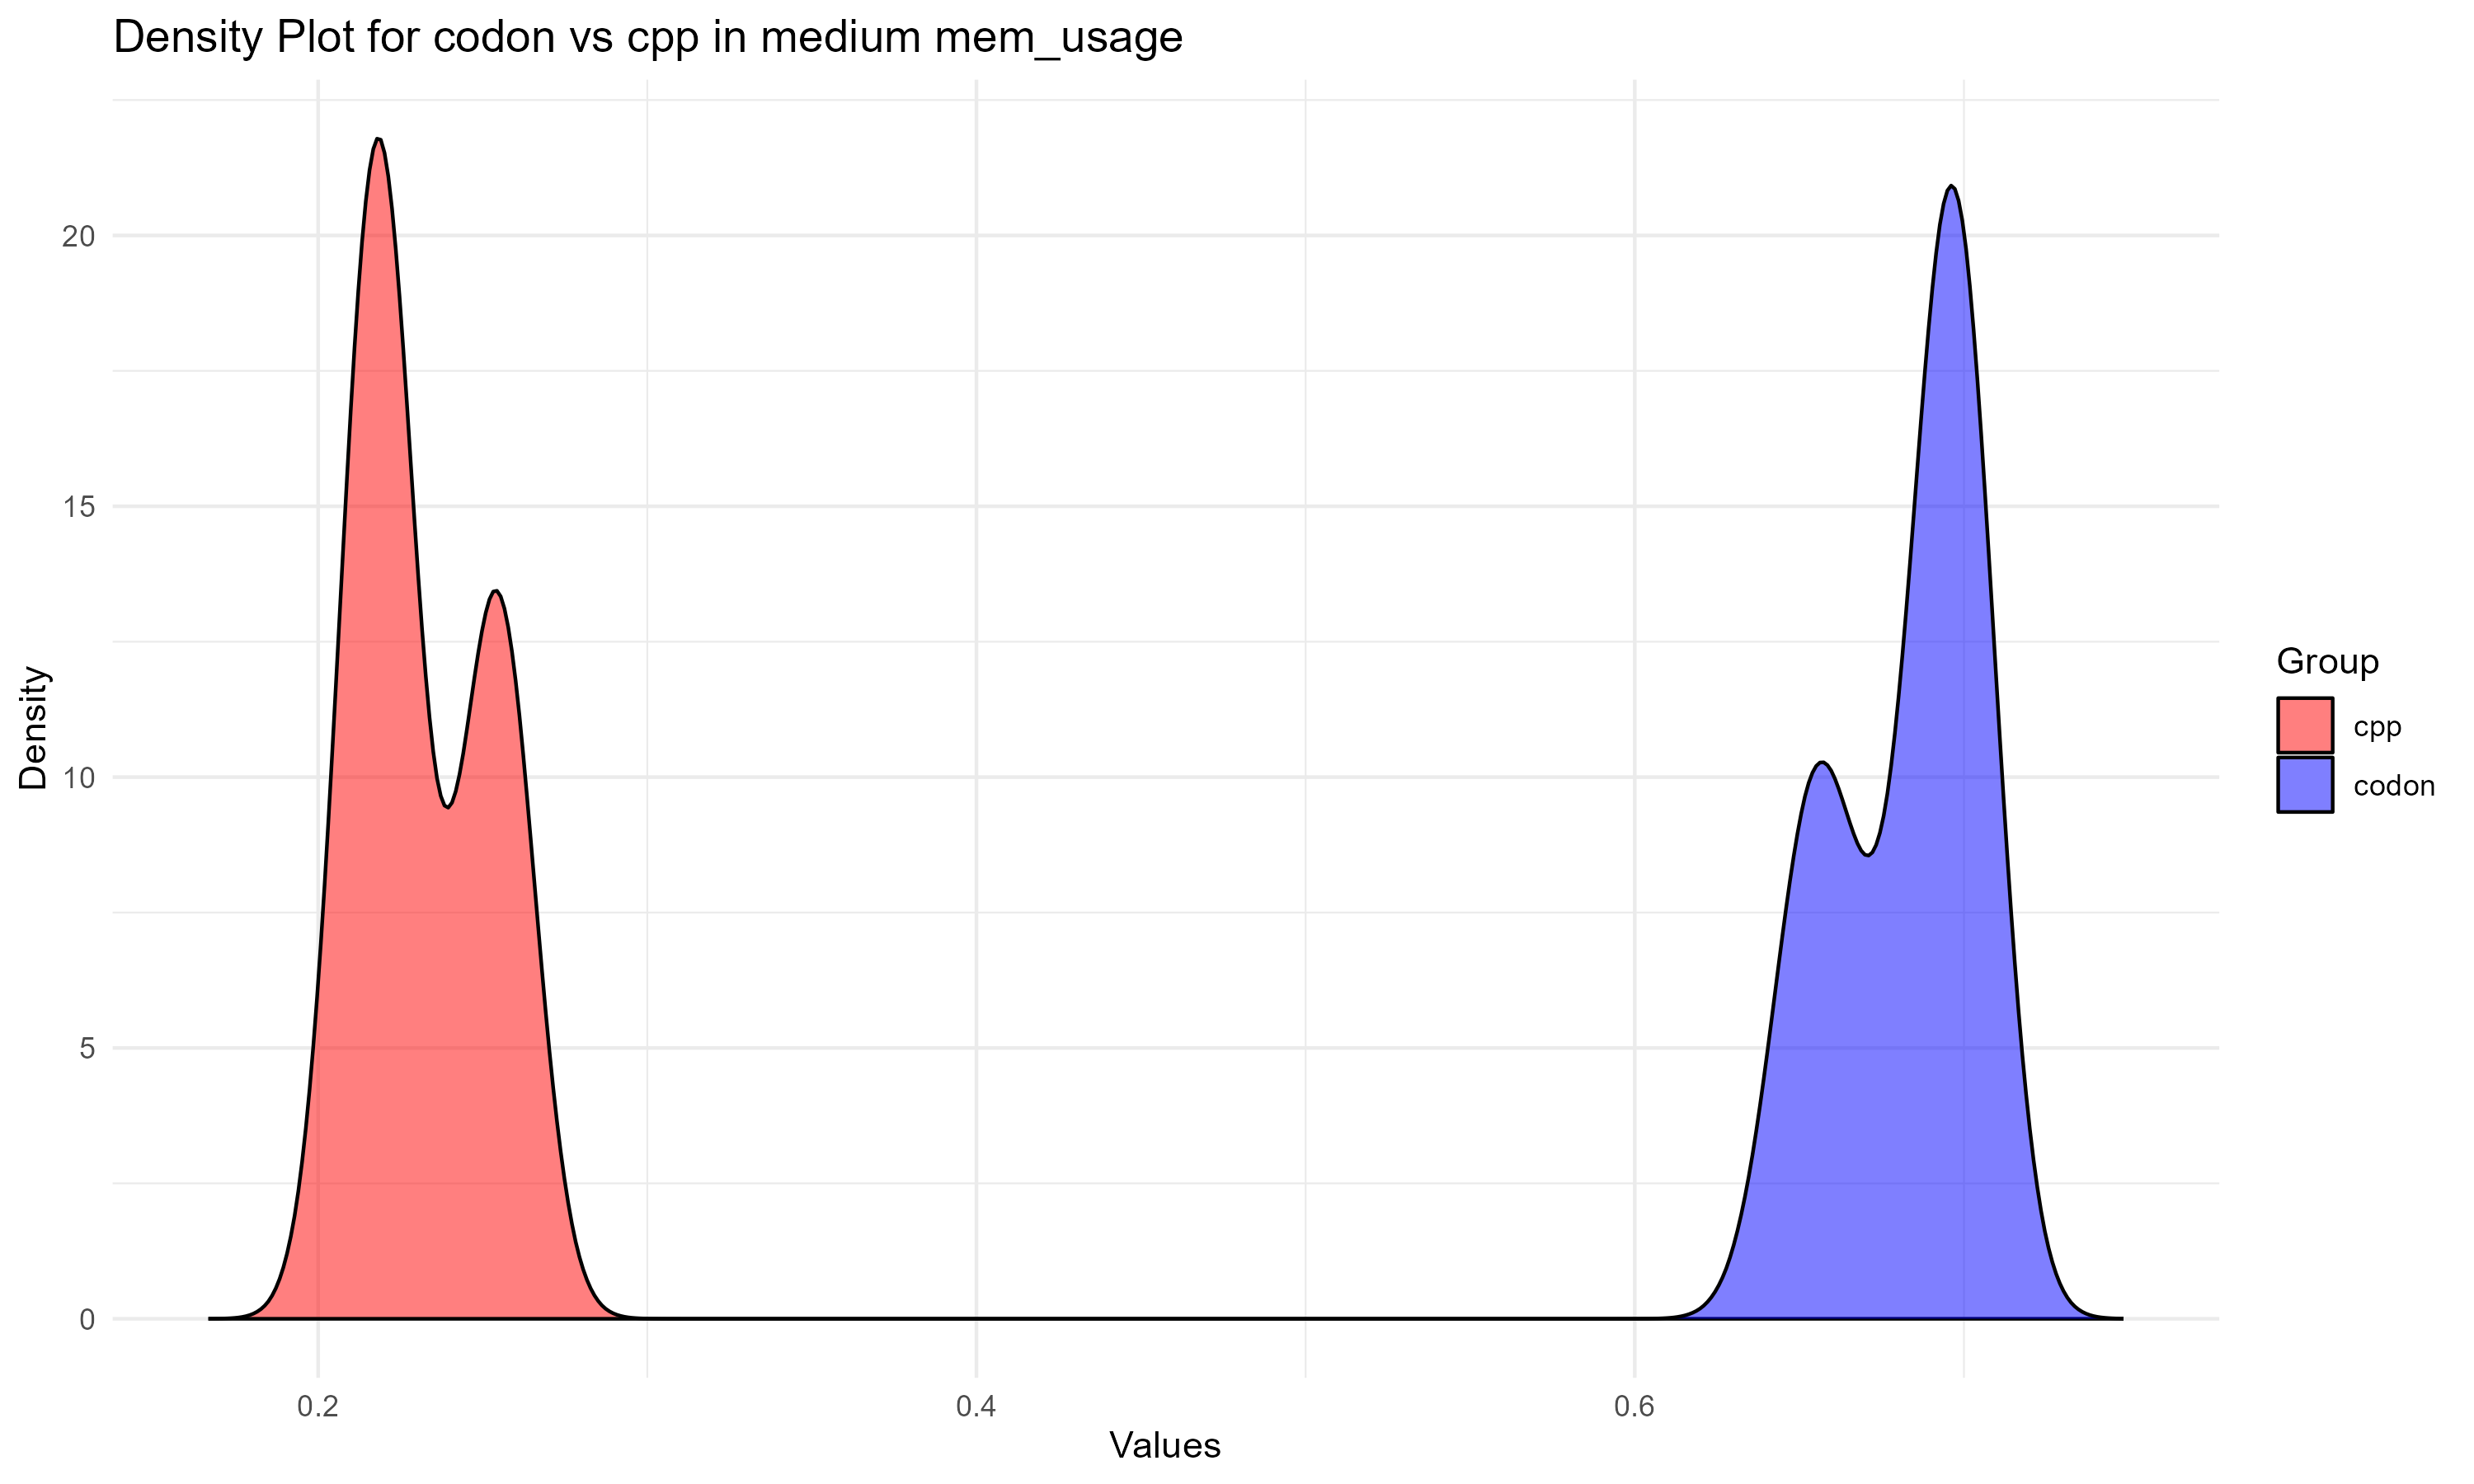 Density Plot for codon vs cpp in medium mem_usage
Density
20
15
10
5
0
0.2
0.4
0.6
Values
Group
cpp
codon